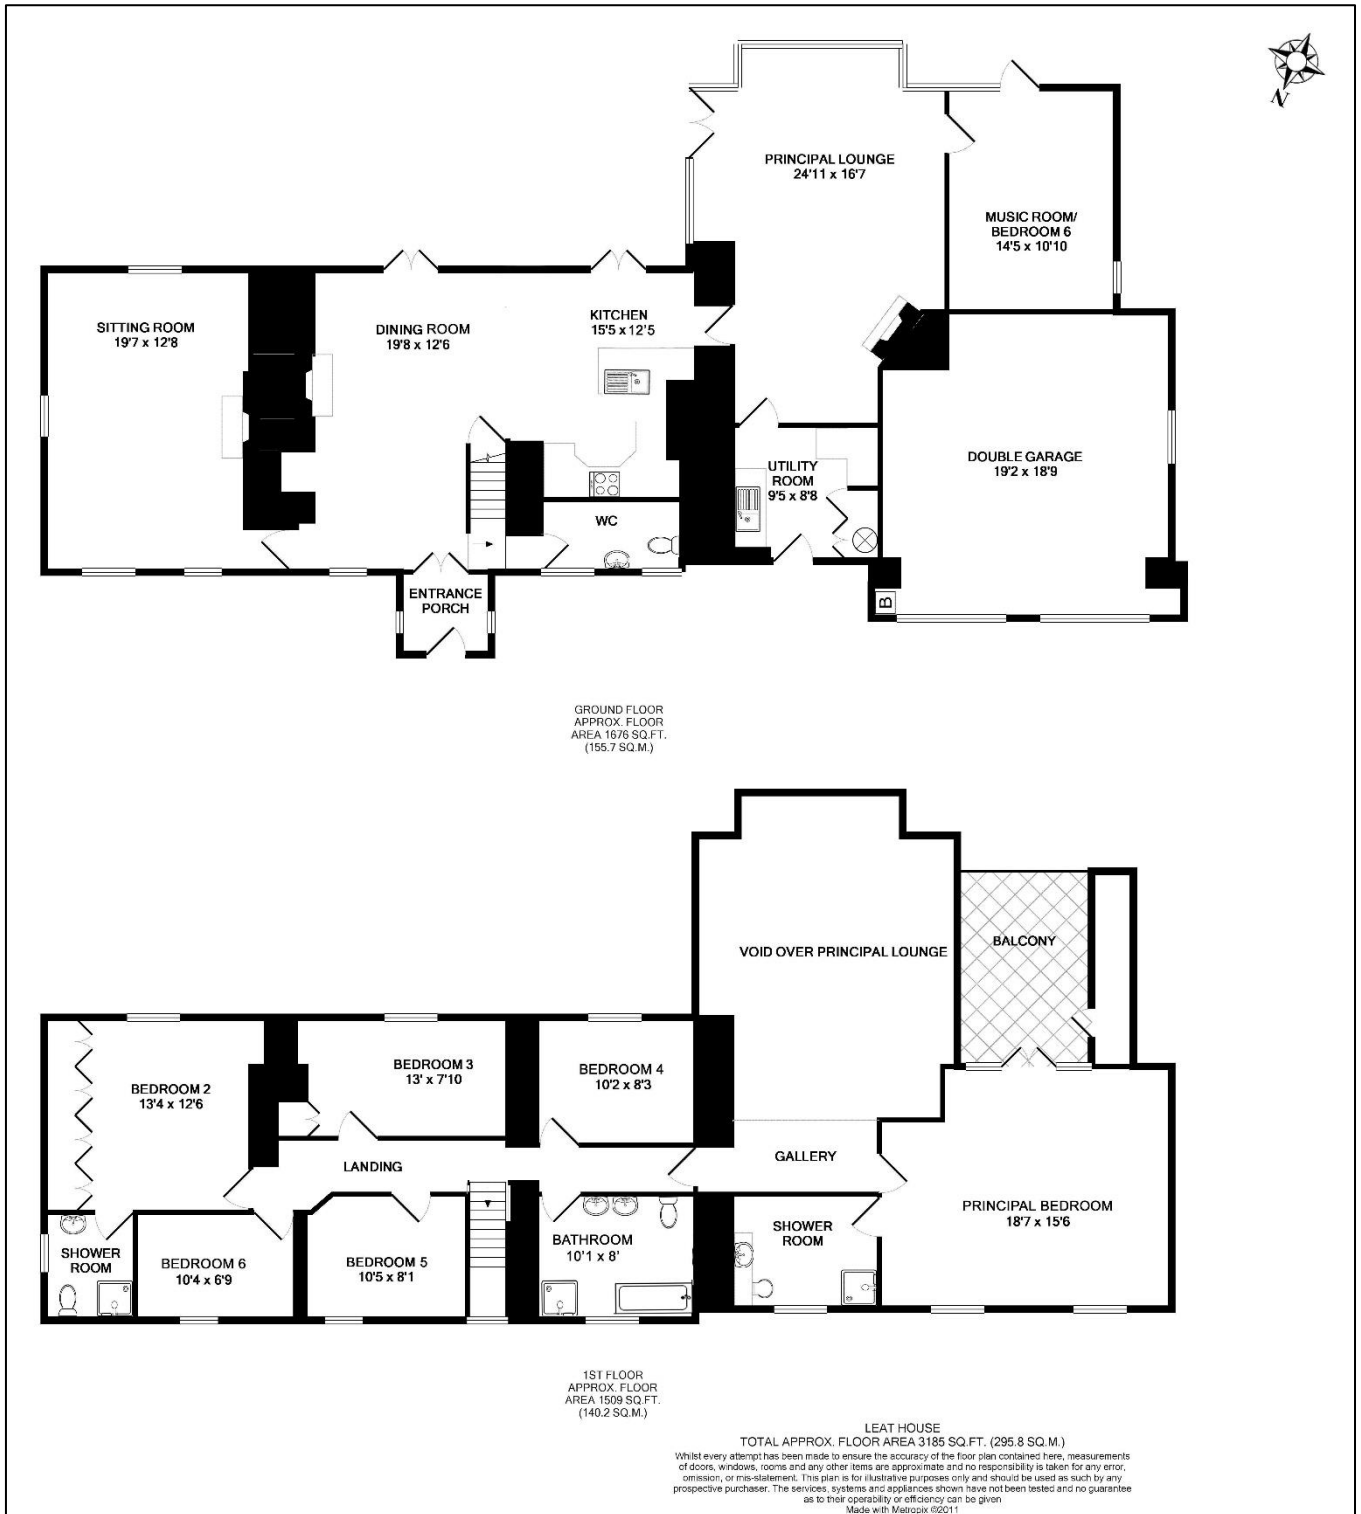 N
PRINCIPAL LOUNGE
24'11 x 16'7
MUSIC ROOM/
BEDROOM 6
14'5 x 10'10
SITTING ROOM
19'7 x 12'8
DINING ROOM
19'8 x 12'6
KITCHEN
15'5 x 12'5
UTILITY
ROOM
9'5 x 8'8
DOUBLE GARAGE
19'2 x 18'9
WC
ENTRANCE
PORCH
B
GROUND FLOOR
APPROX. FLOOR
AREA 1676 SQ.FT.
(155.7 SQ.M.)
VOID OVER PRINCIPAL LOUNGE
BALCONY
BEDROOM 2
13'4 x 12'6
BEDROOM 3
13' x 7'10
BEDROOM 4
10'2 x 8'3
LANDING
GALLERY
PRINCIPAL BEDROOM
18'7 x 15'6
SHOWER
ROOM
BEDROOM 6
10'4 x 6'9
BEDROOM 5
10'5 x 8'1
BATHROOM
10'1 x 8'
SHOWER
ROOM
1ST FLOOR
APPROX. FLOOR
AREA 1509 SQ.FT.
(140.2 SQ.M.)
LEAT HOUSE
TOTAL APPROX. FLOOR AREA 3185 SQ.FT. (295.8 SQ.M.)
Whilst every attempt has been made to ensure the accuracy of the floor plan contained here, measurements
of doors, windows, rooms and any other items are approximate and no responsibility is taken for any error,
omission, or mis-statement. This plan is for illustrative purposes only and should be used as such by any
prospective purchaser. The services, systems and appliances shown have not been tested and no guarantee
as to their operability or efficiency can be given
Made with Metropix ©2011